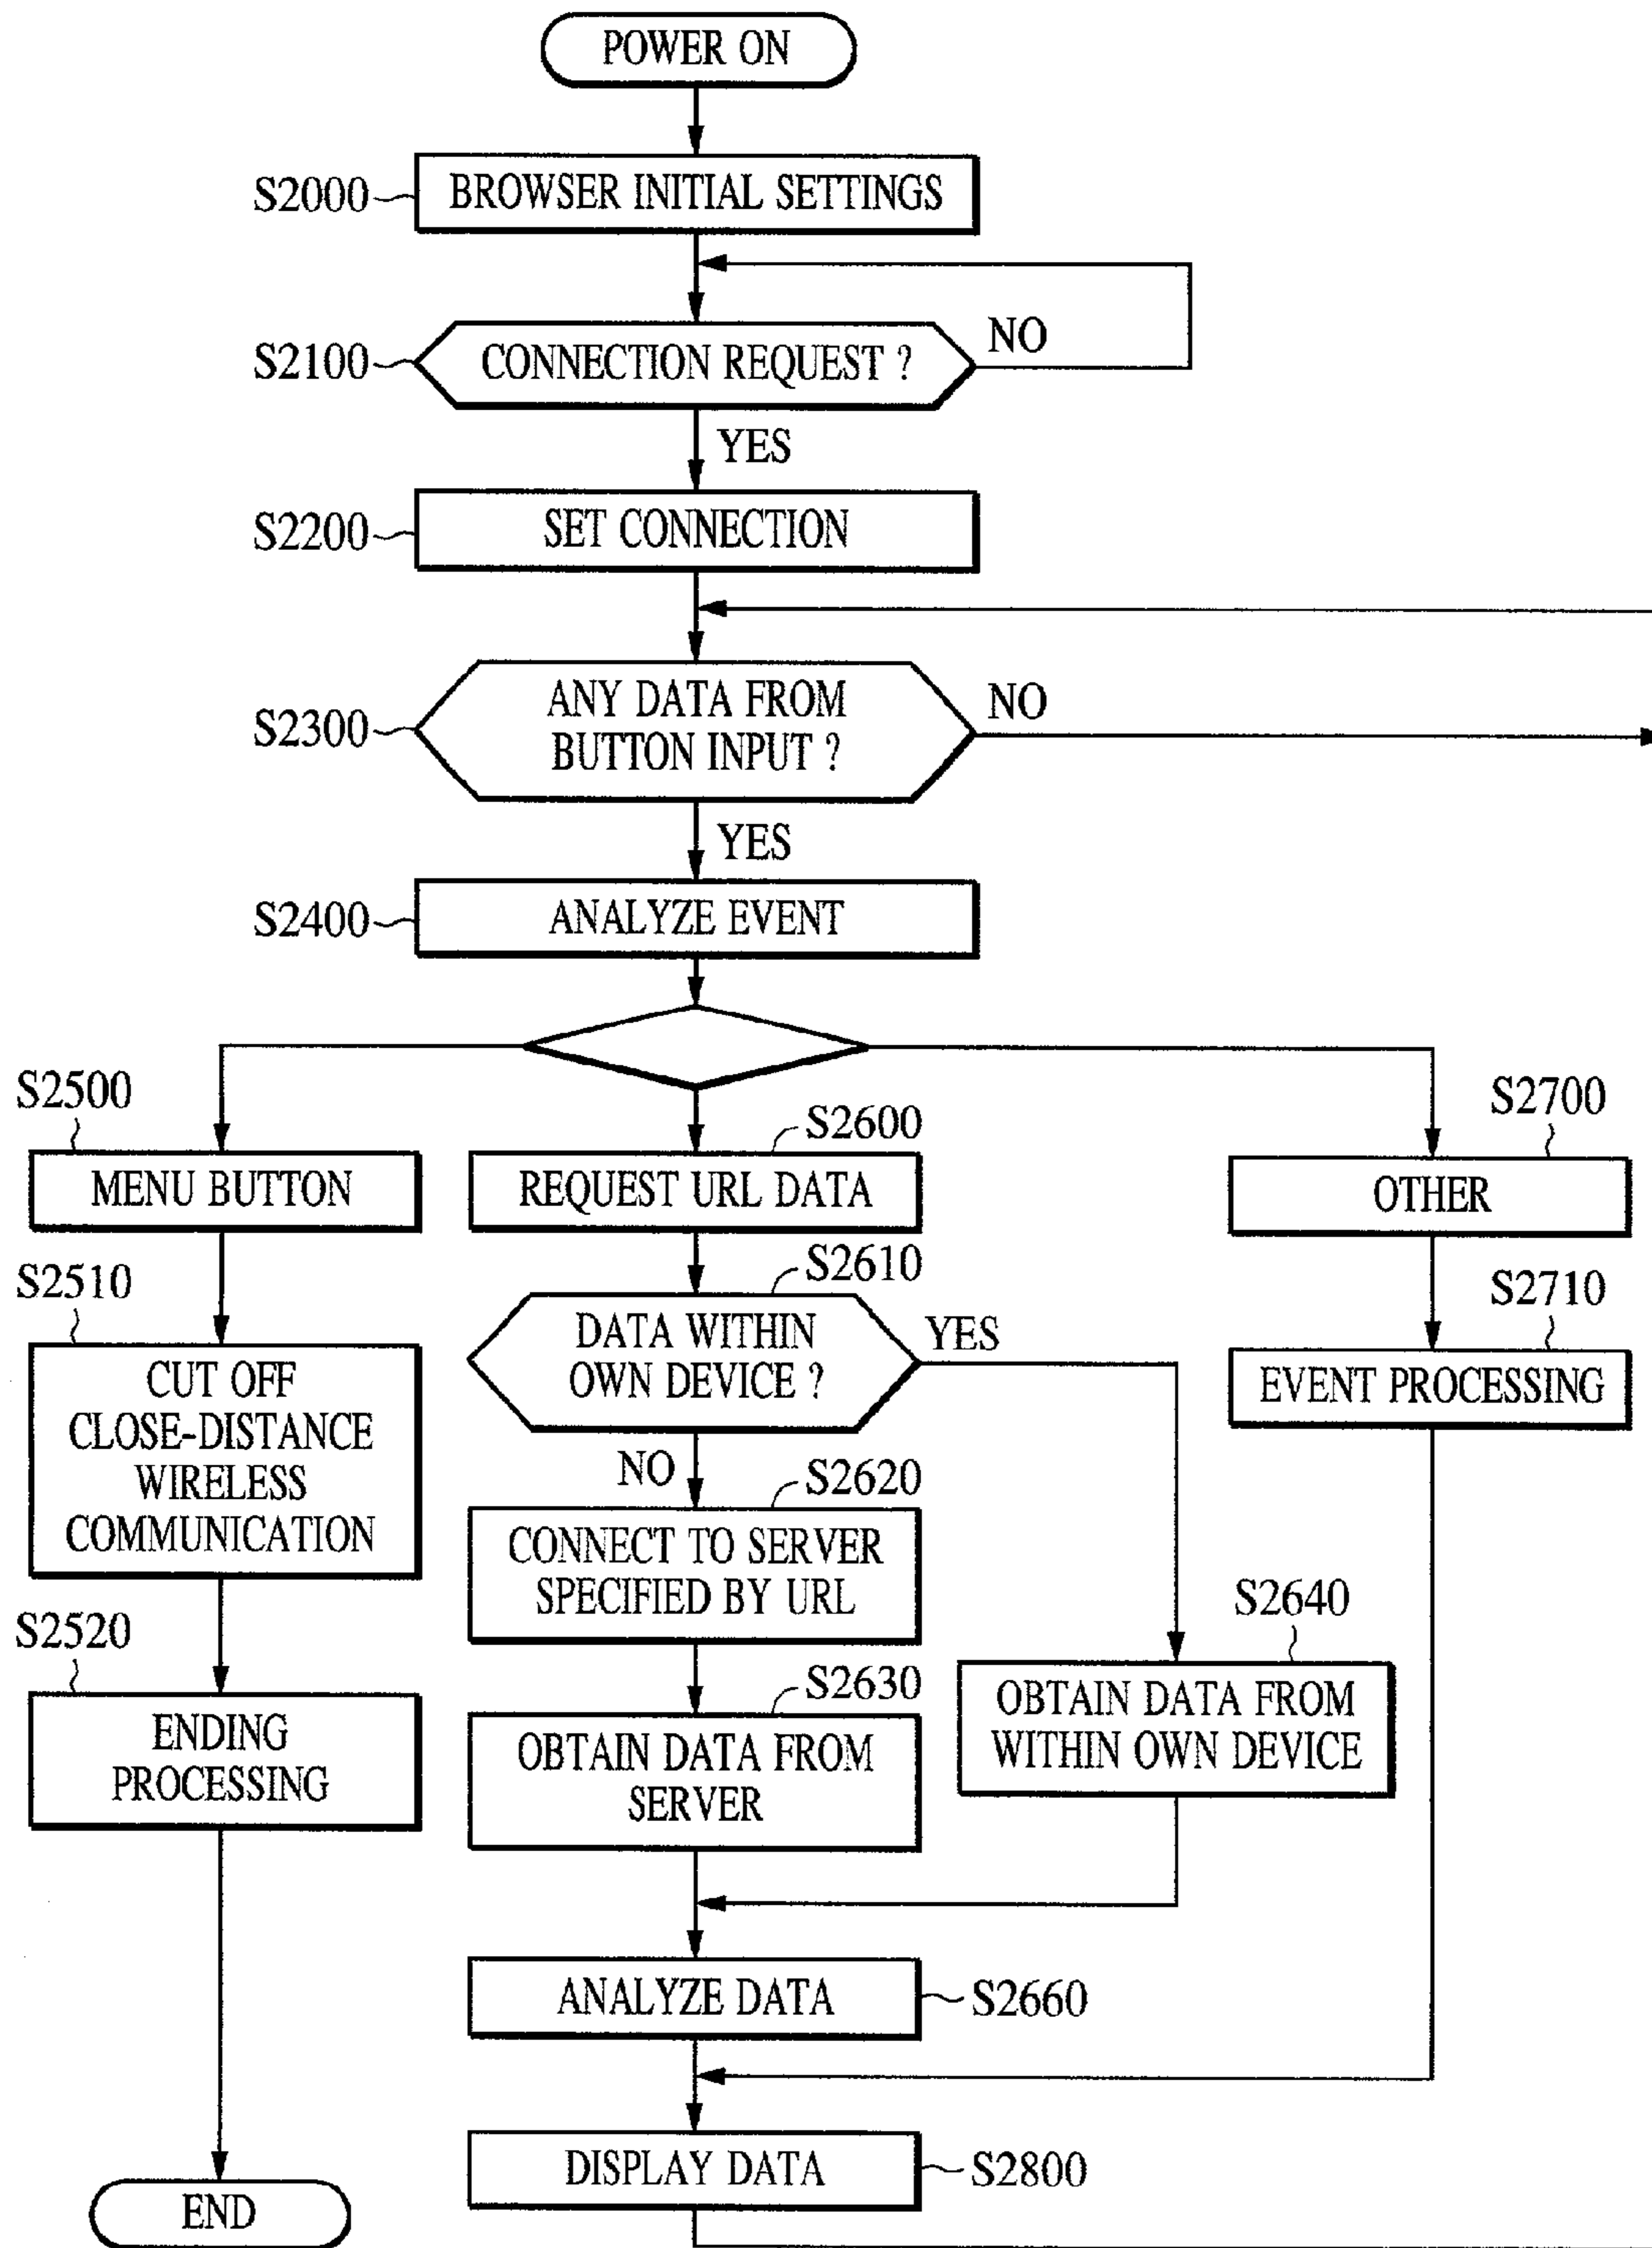 POWER ON
S2000
BROWSER INITIAL SETTINGS
S2100
CONNECTION REQUEST ?
NO
YES
S2200
SET CONNECTION
S2300
ANY DATA FROM
BUTTON INPUT ?
NO
YES
S2400
ANALYZE EVENT
S2500
MENU BUTTON
S2510
CUT OFF
CLOSE-DISTANCE
WIRELESS
COMMUNICATION
S2520
ENDING
PROCESSING
END
S2600
REQUEST URL DATA
S2610
DATA WITHIN
OWN DEVICE ?
YES
NO
S2620
CONNECT TO SERVER
SPECIFIED BY URL
S2630
OBTAIN DATA FROM
SERVER
S2640
OBTAIN DATA FROM
WITHIN OWN DEVICE
S2700
OTHER
S2710
EVENT PROCESSING
ANALYZE DATA
S2660
DISPLAY DATA
S2800